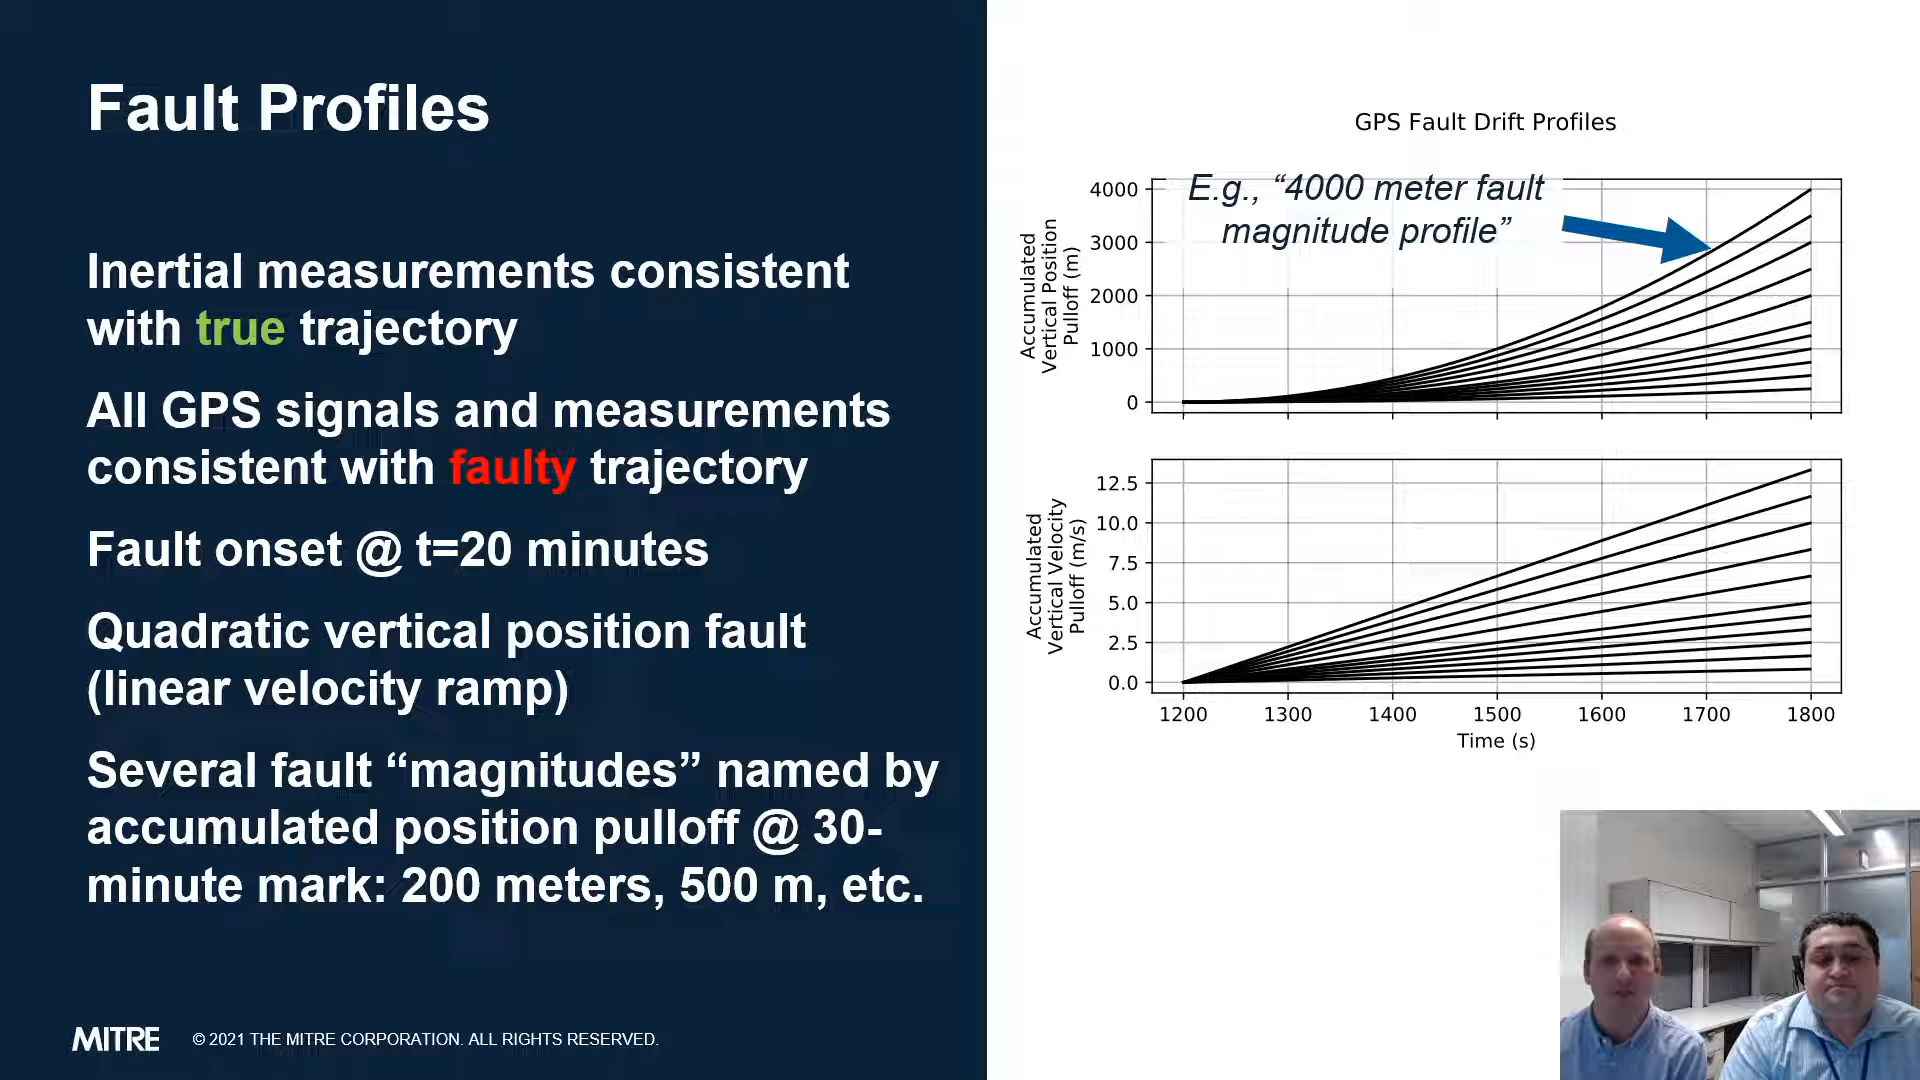 Fault Profiles
Inertial measurements consistent
with true trajectory
All GPS signals and measurements
consistent with faulty trajectory
Fault onset @ t=20 minutes
Quadratic vertical position fault
(linear velocity ramp)
Several fault “magnitudes” named by
accumulated position pulloff @ 30-
minute mark: 200 meters, 500 m, etc.
MITRE
© 2021 THE MITRE CORPORATION. ALL RIGHTS RESERVED.
GPS Fault Drift Profiles
E.g., “4000 meter fault
magnitude profile”
Accumulated
Vertical Position
Pulloff (m)
4000
3000
2000
1000
0
Accumulated
Vertical Velocity
Pulloff (m/s)
12.5
10.0
7.5
5.0
2.5
0.0
1200 1300 1400 1500 1600 1700 1800
Time (s)